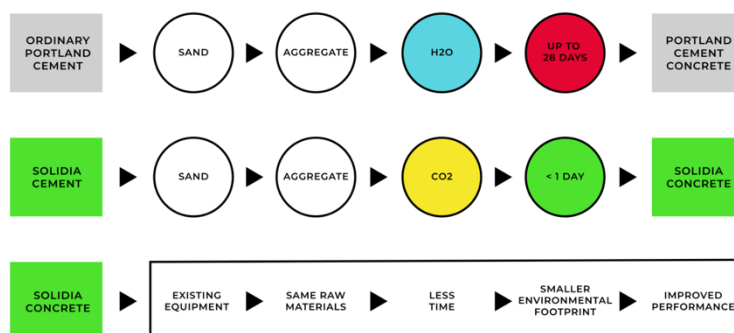 ORDINARY
PORTLAND
CEMENT
SAND
AGGREGATE
H2O
UP TO
28 DAYS
PORTLAND
CEMENT
CONCRETE
SOLIDIA
CEMENT
SAND
AGGREGATE
CO2
< 1 DAY
SOLIDIA
CONCRETE
SOLIDIA
CONCRETE
EXISTING
EQUIPMENT
SAME RAW
MATERIALS
LESS
TIME
SMALLER
ENVIRONMENTAL
FOOTPRINT
IMPROVED
PERFORMANCE